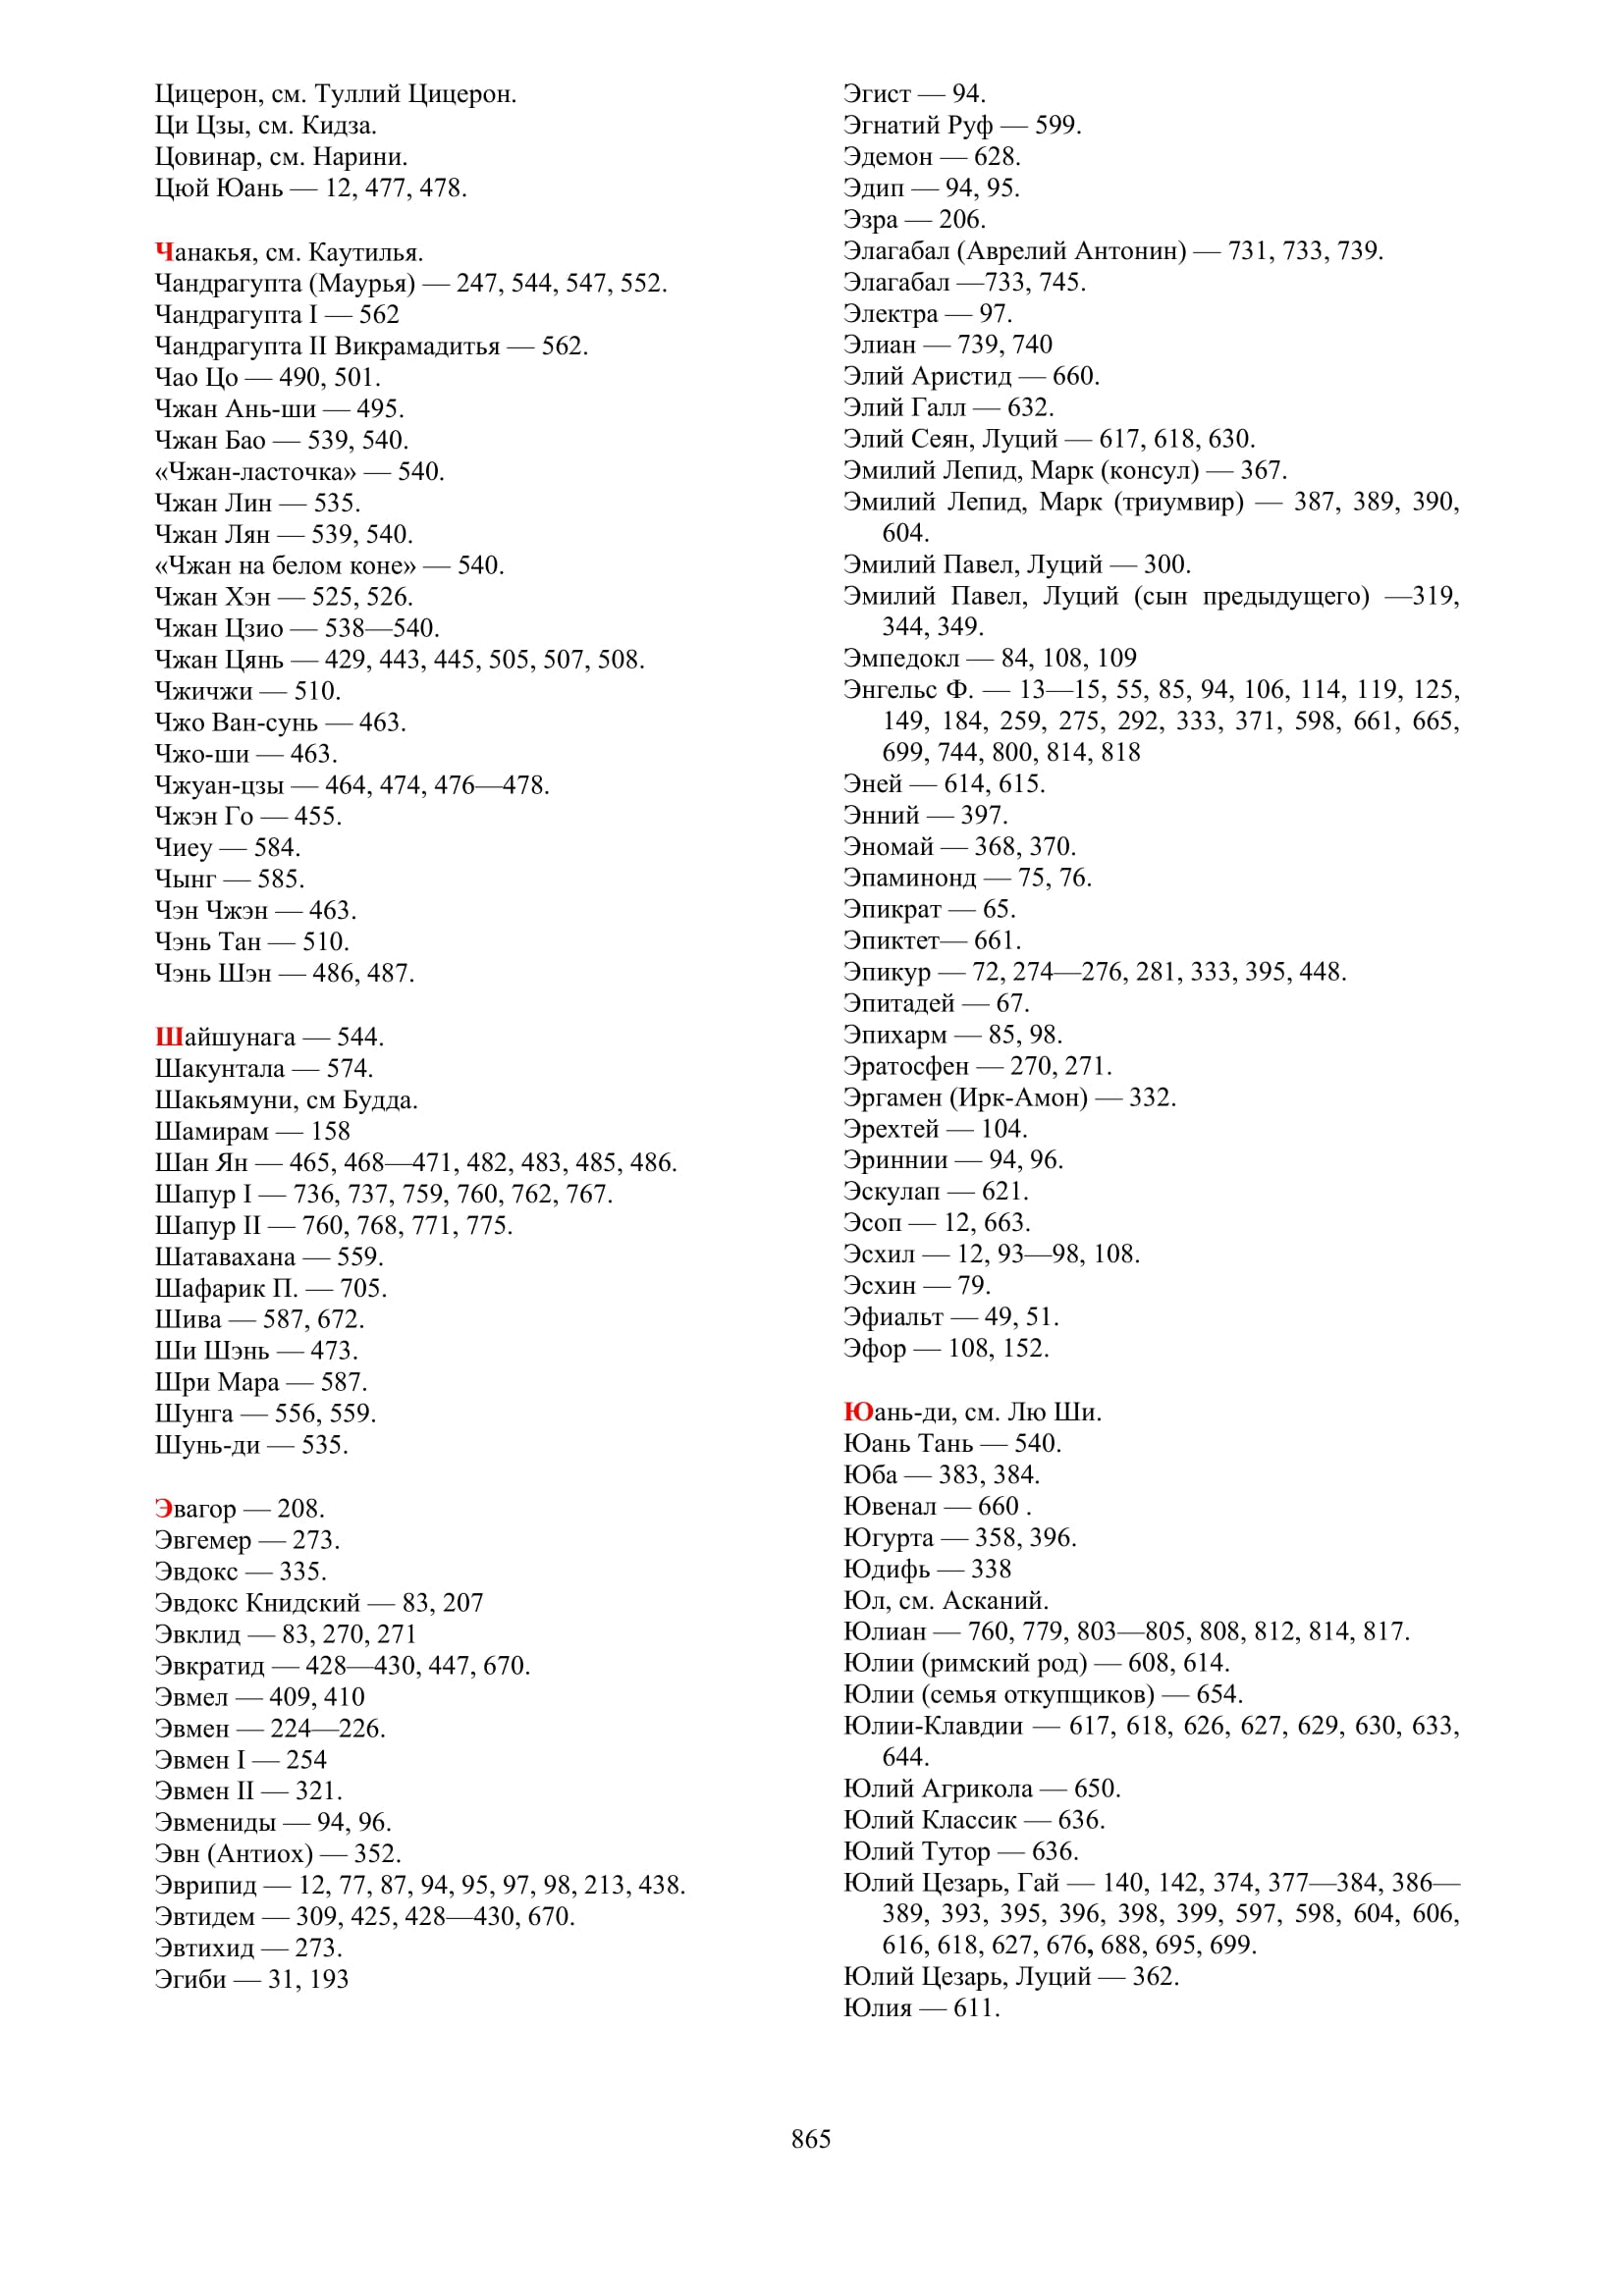 Цицерон, см. Туллий Цицерон.
Ци Цзы, см. Кидза.
Цовинар, см. Нарини.
Цюй Юань — 12, 477, 478.
Чанакья, см. Каутилья.
Чандрагупта (Маурья) — 247, 544, 547, 552.
Чандрагупта I — 562
Чандрагупта II Викрамадитья — 562.
Чао Цо — 490, 501.
Чжан Ань-ши — 495.
Чжан Бао — 539, 540.
«Чжан-ласточка» — 540.
Чжан Лин — 535.
Чжан Лян — 539, 540.
«Чжан на белом коне» — 540.
Чжан Хэн — 525, 526.
Чжан Цзио — 538—540.
Чжан Цянь — 429, 443, 445, 505, 507, 508.
Чжичжи — 510.
Чжо Ван-сунь — 463.
Чжо-ши — 463.
Чжуан-цзы — 464, 474, 476—478.
Чжэн Го — 455.
Чиеу — 584.
Чынг — 585.
Чэн Чжэн — 463.
Чэнь Тан — 510.
Чэнь Шэн — 486, 487.
Шайшунага — 544.
Шакунтала — 574.
Шакьямуни, см Будда.
Шамирам — 158
Шан Ян — 465, 468—471, 482, 483, 485, 486.
Шапур I — 736, 737, 759, 760, 762, 767.
Шапур II — 760, 768, 771, 775.
Шатавахана — 559.
Шафарик П. — 705.
Шива — 587, 672.
Ши Шэнь — 473.
Шри Мара — 587.
Шунга — 556, 559.
Шунь-ди — 535.
Эвагор — 208.
Эвгемер — 273.
Эвдокс — 335.
Эвдокс Книдский — 83, 207
Эвклид — 83, 270, 271
Эвкратид — 428—430, 447, 670.
Эвмел — 409, 410
Эвмен — 224—226.
Эвмен I — 254
Эвмен II — 321.
Эвмениды — 94, 96.
Эвн (Антиох) — 352.
Эврипид — 12, 77, 87, 94, 95, 97, 98, 213, 438.
Эвтидем — 309, 425, 428—430, 670.
Эвтихид — 273.
Эгиби — 31, 193
Эгист — 94.
Эгнатий Руф — 599.
Эдемон — 628.
Эдип — 94, 95.
Эзра — 206.
Элагабал (Аврелий Антонин) — 731, 733, 739.
Элагабал —733, 745.
Электра — 97.
Элиан — 739, 740
Элий Аристид — 660.
Элий Галл — 632.
Элий Сеян, Луций — 617, 618, 630.
Эмилий Лепид, Марк (консул) — 367.
Эмилий Лепид, Марк (триумвир) — 387, 389, 390,
604.
Эмилий Павел, Луций — 300.
Эмилий Павел, Луций (сын предыдущего) —319,
344, 349.
Эмпедокл — 84, 108, 109
Энгельс Ф. — 13—15, 55, 85, 94, 106, 114, 119, 125,
149, 184, 259, 275, 292, 333, 371, 598, 661, 665,
699, 744, 800, 814, 818
Эней — 614, 615.
Энний — 397.
Эномай — 368, 370.
Эпаминонд — 75, 76.
Эпикрат — 65.
Эпиктет— 661.
Эпикур — 72, 274—276, 281, 333, 395, 448.
Эпитадей — 67.
Эпихарм — 85, 98.
Эратосфен — 270, 271.
Эргамен (Ирк-Амон) — 332.
Эрехтей — 104.
Эриннии — 94, 96.
Эскулап — 621.
Эсоп — 12, 663.
Эсхил — 12, 93—98, 108.
Эсхин — 79.
Эфиальт — 49, 51.
Эфор — 108, 152.
Юань-ди, см. Лю Ши.
Юань Тань — 540.
Юба — 383, 384.
Ювенал — 660 .
Югурта — 358, 396.
Юдифь — 338
Юл, см. Асканий.
Юлиан — 760, 779, 803—805, 808, 812, 814, 817.
Юлии (римский род) — 608, 614.
Юлии (семья откупщиков) — 654.
Юлии-Клавдии — 617, 618, 626, 627, 629, 630, 633,
644.
Юлий Агрикола — 650.
Юлий Классик — 636.
Юлий Тутор — 636.
Юлий Цезарь, Гай — 140, 142, 374, 377—384, 386—
389, 393, 395, 396, 398, 399, 597, 598, 604, 606,
616, 618, 627, 676, 688, 695, 699.
Юлий Цезарь, Луций — 362.
Юлия — 611.
865